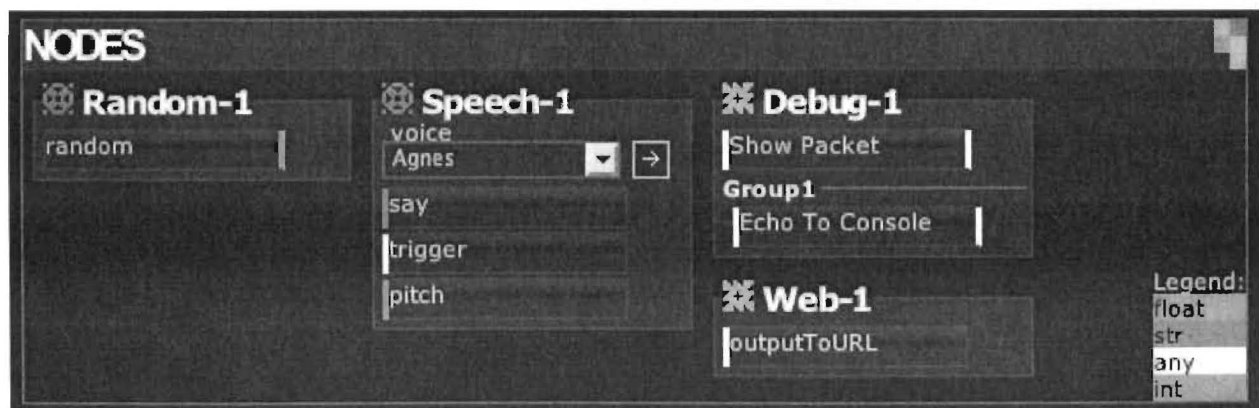 NODES
Random-1
random
Speech-1
voice
Agnes
say
trigger
pitch
Debug-1
Show Packet
Group1
Echo To Console
Web-1
outputToURL
Legend:
float
str
any
int